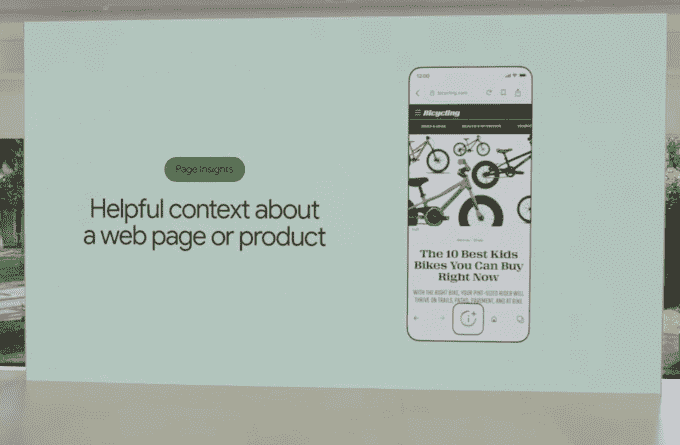 Page Insights
Helpful context about
a web page or product
12:00
bicycling.com
Bicycling
The 10 Best Kids
Bikes You Can Buy
Right Now
WITH THE RIGHT BIKE, YOUR PINT-SIZED RIDER WILL
THRIVE ON TRAILS, PATHS, PAVEMENT, AND AT BIKE